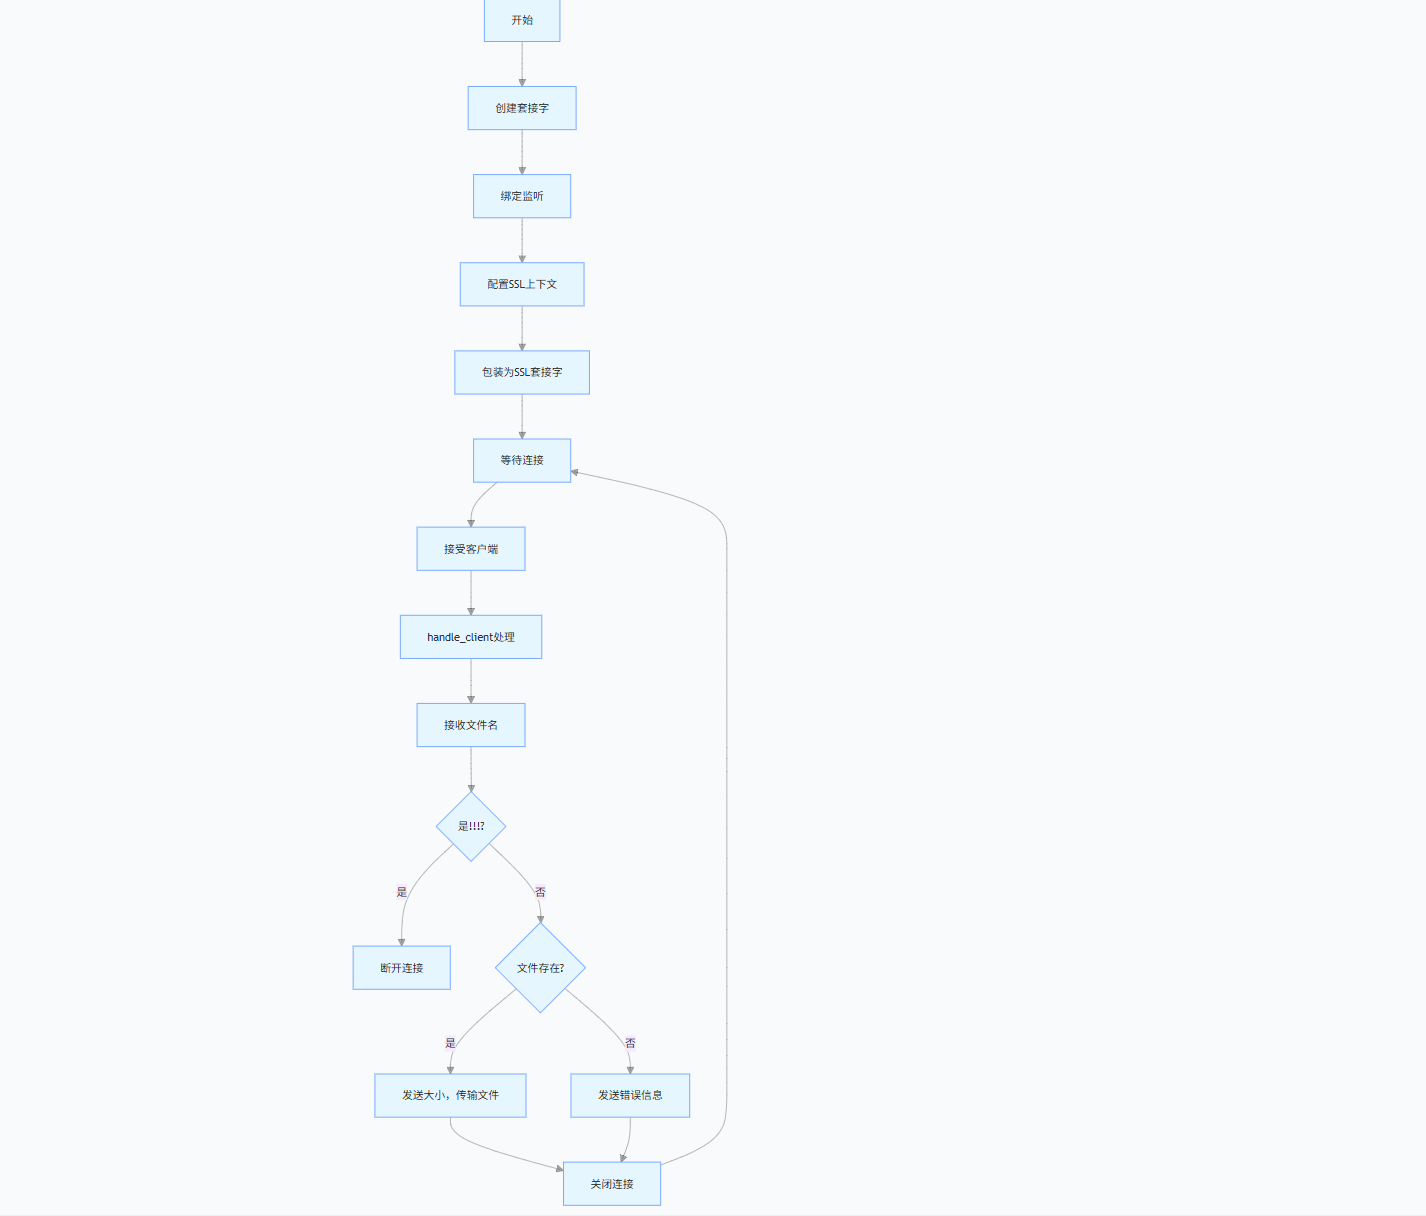 开始
创建套接字
绑定监听
配置SSL上下文
包装为SSL套接字
等待连接
接受客户端
handle_client处理
接收文件名
是!!!?
是
否
断开连接
文件存在?
是
否
发送大小，传输文件
发送错误信息
关闭连接